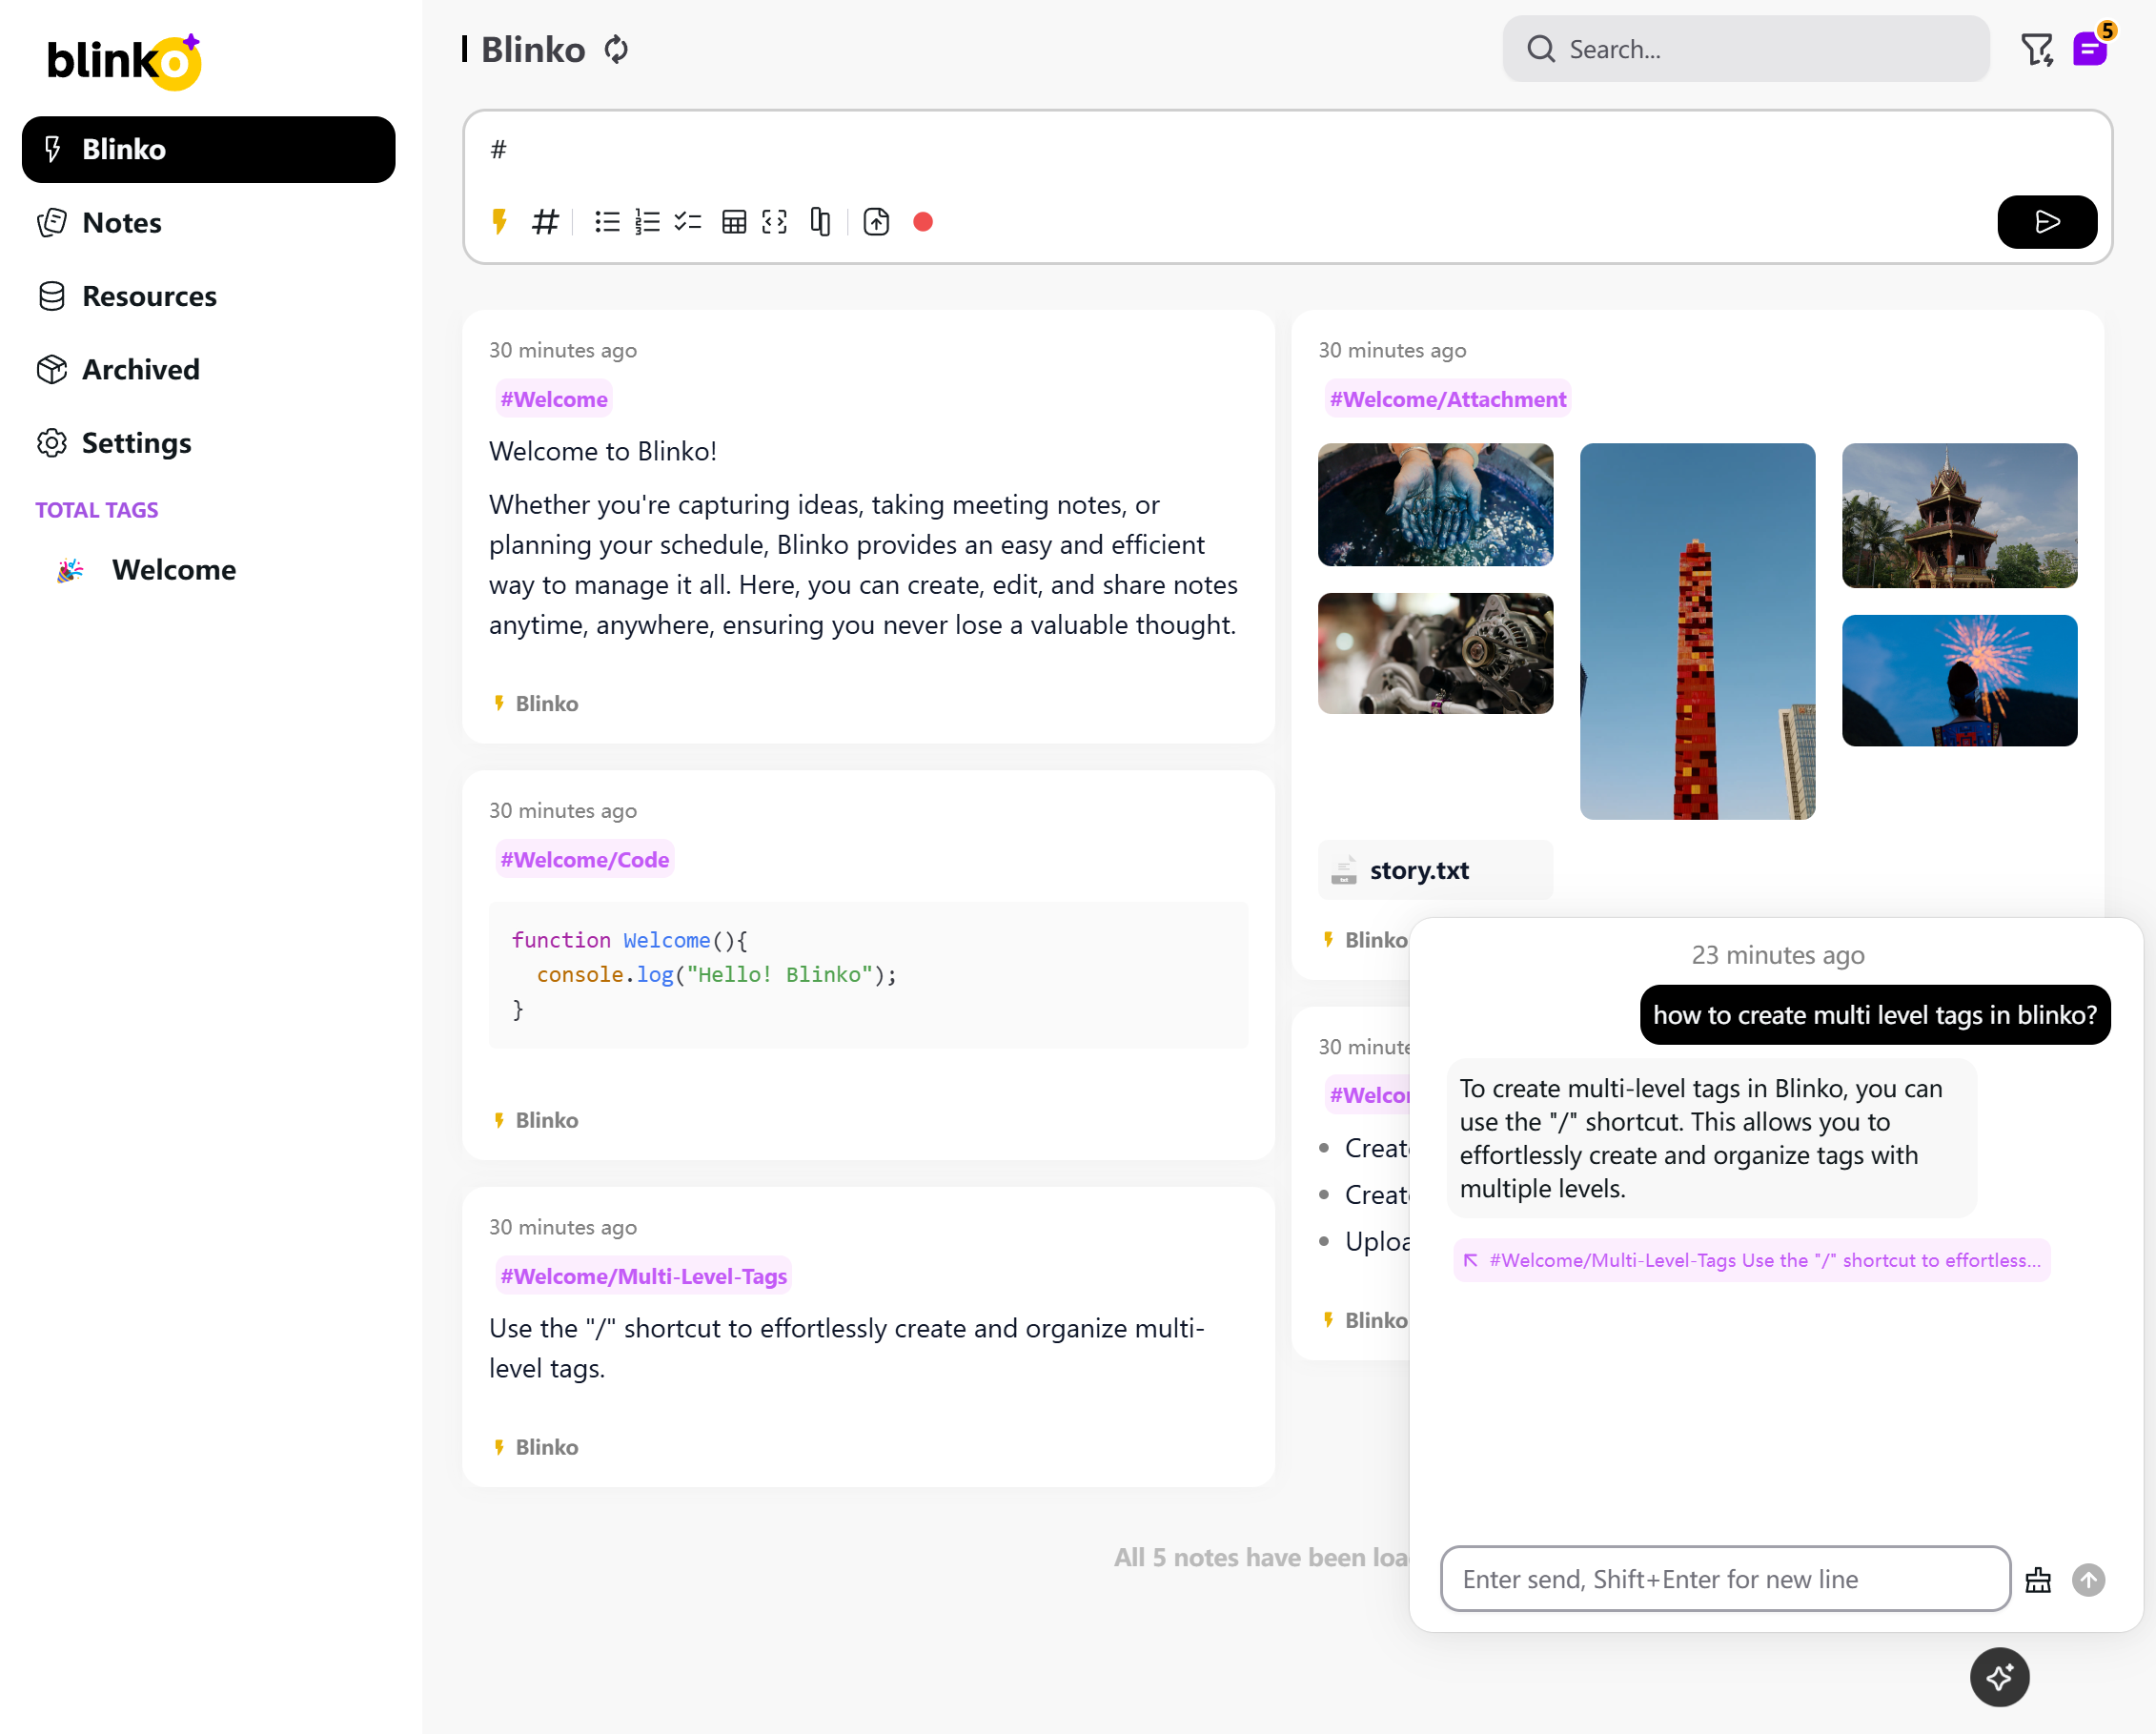 blinko
Blinko
Notes
Resources
Archived
Settings
TOTAL TAGS
Welcome
Blinko
Search...
5
#
30 minutes ago
#Welcome
Welcome to Blinko!
Whether you're capturing ideas, taking meeting notes, or
planning your schedule, Blinko provides an easy and efficient
way to manage it all. Here, you can create, edit, and share notes
anytime, anywhere, ensuring you never lose a valuable thought.
Blinko
30 minutes ago
#Welcome/Code
function Welcome(){
  console.log("Hello! Blinko");
}
Blinko
30 minutes ago
#Welcome/Multi-Level-Tags
Use the "/" shortcut to effortlessly create and organize multi-
level tags.
Blinko
30 minutes ago
#Welcome/Attachment
story.txt
Blinko
30 minute
#Welco
Creat
Creat
Uploa
Blinko
All 5 notes have been loa
23 minutes ago
how to create multi level tags in blinko?
To create multi-level tags in Blinko, you can
use the "/" shortcut. This allows you to
effortlessly create and organize tags with
multiple levels.
#Welcome/Multi-Level-Tags Use the "/" shortcut to effortless...
Enter send, Shift+Enter for new line